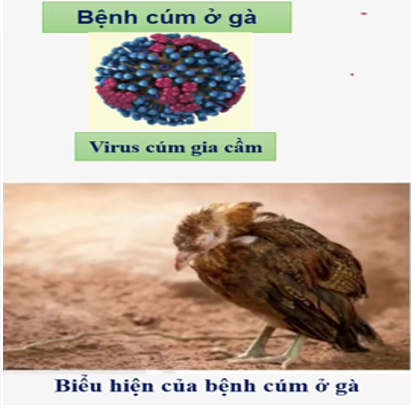 Bệnh cúm ở gà
Virus cúm gia cầm
Biểu hiện của bệnh cúm ở gà